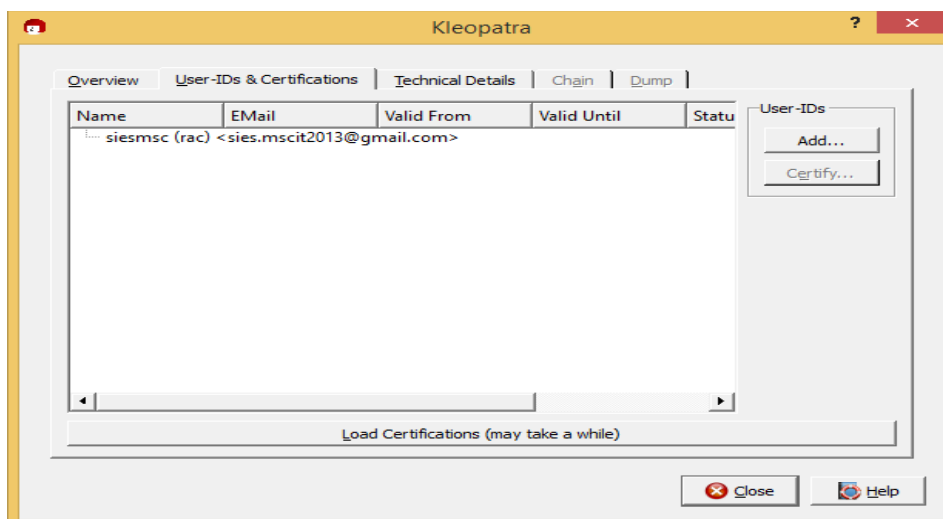 Kleopatra
?
Overview User-IDs & Certifications Technical Details Chain Dump
Name EMail Valid From Valid Until Statu
siesmsc (rac) <sies.mscit2013@gmail.com>
User-IDs
Add...
Certify...
Load Certifications (may take a while)
Close Help